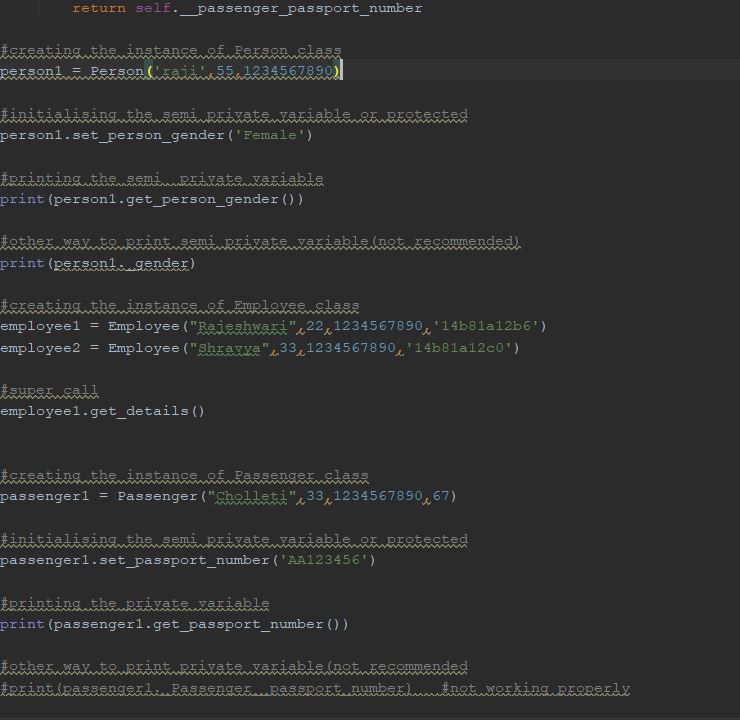 return self.__passenger_passport_number
#creating the instance of Person class
person1 = Person('raji',55,1234567890)
#initialising the semi private variable or protected
person1.set_person_gender('Female')
#printing the semi  private variable
print(person1.get_person_gender())
#other way to print semi private variable(not recommended)
print(person1._gender)
#creating the instance of Employee class
employee1 = Employee("Rajeshwari",22,1234567890,'14b81a12b6')
employee2 = Employee("Shravya",33,1234567890,'14b81a12c0')
#super call
employee1.get_details()
#creating the instance of Passenger class
passenger1 = Passenger("Cholleti",33,1234567890,67)
#initialising the semi private variable or protected
passenger1.set_passport_number('AA123456')
#printing the private variable
print(passenger1.get_passport_number())
#other way to print private variable(not recommended
#print(passenger1._Passenger__passport_number)   #not working properly